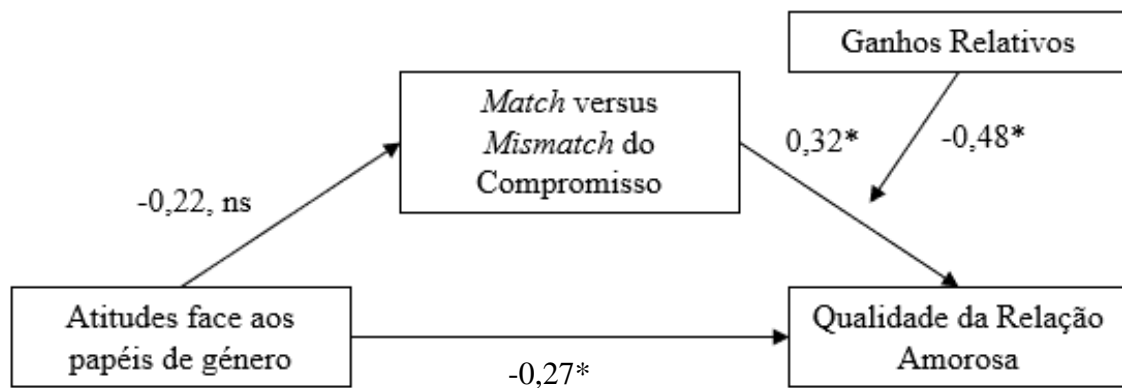 Ganhos Relativos
Match versus
Mismatch do
Compromisso
0,32*
-0,48*
-0,22, ns
Atitudes face aos
papéis de género
Qualidade da Relação
Amorosa
-0,27*